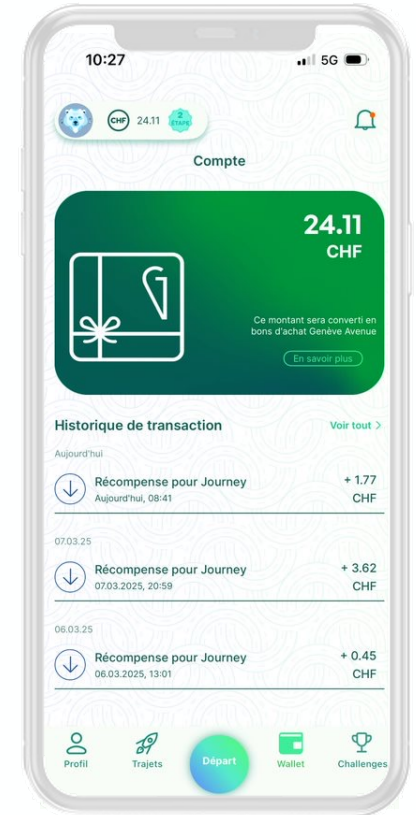 10:27
5G
CHF 24.11 2 ÉTAPE
Compte
24.11
CHF
Ce montant sera converti en
bons d'achat Genève Avenue
En savoir plus
Historique de transaction Voir tout >
Aujourd'hui
Récompense pour Journey + 1.77
Aujourd'hui, 08:41 CHF
07.03.25
Récompense pour Journey + 3.62
07.03.2025, 20:59 CHF
06.03.25
Récompense pour Journey + 0.45
06.03.2025, 13:01 CHF
Profil Trajets Départ Wallet Challenges